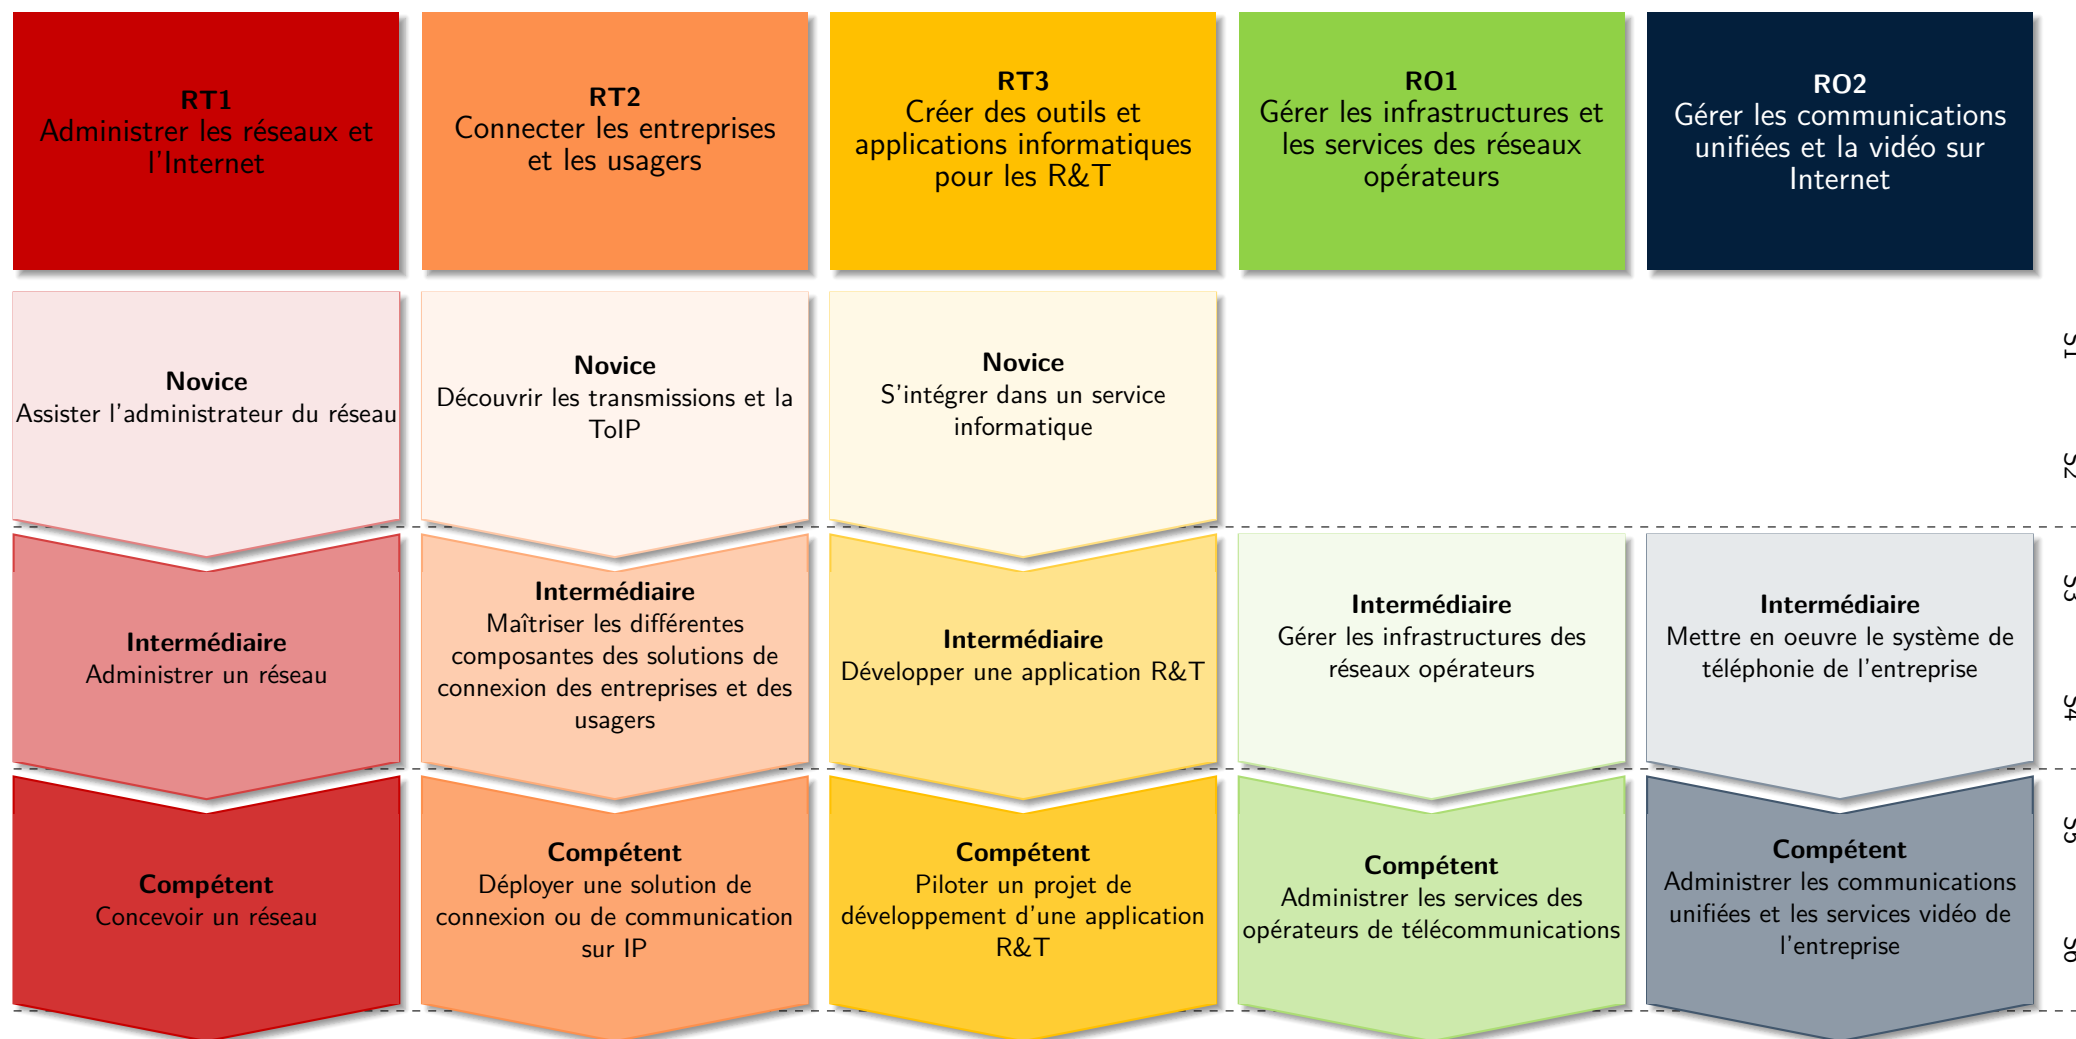 RT1
Administrer les réseaux et
l'Internet
RT2
Connecter les entreprises
et les usagers
RT3
Créer des outils et
applications informatiques
pour les R&T
RO1
Gérer les infrastructures et
les services des réseaux
opérateurs
RO2
Gérer les communications
unifiées et la vidéo sur
Internet
Novice
Assister l'administrateur du réseau
Novice
Découvrir les transmissions et la
ToIP
Novice
S'intégrer dans un service
informatique
S1
S2
Intermédiaire
Administrer un réseau
Intermédiaire
Maîtriser les différentes
composantes des solutions de
connexion des entreprises et des
usagers
Intermédiaire
Développer une application R&T
Intermédiaire
Gérer les infrastructures des
réseaux opérateurs
Intermédiaire
Mettre en oeuvre le système de
téléphonie de l'entreprise
S3
S4
Compétent
Concevoir un réseau
Compétent
Déployer une solution de
connexion ou de communication
sur IP
Compétent
Piloter un projet de
développement d'une application
R&T
Compétent
Administrer les services des
opérateurs de télécommunications
Compétent
Administrer les communications
unifiées et les services vidéo de
l'entreprise
S5
S6